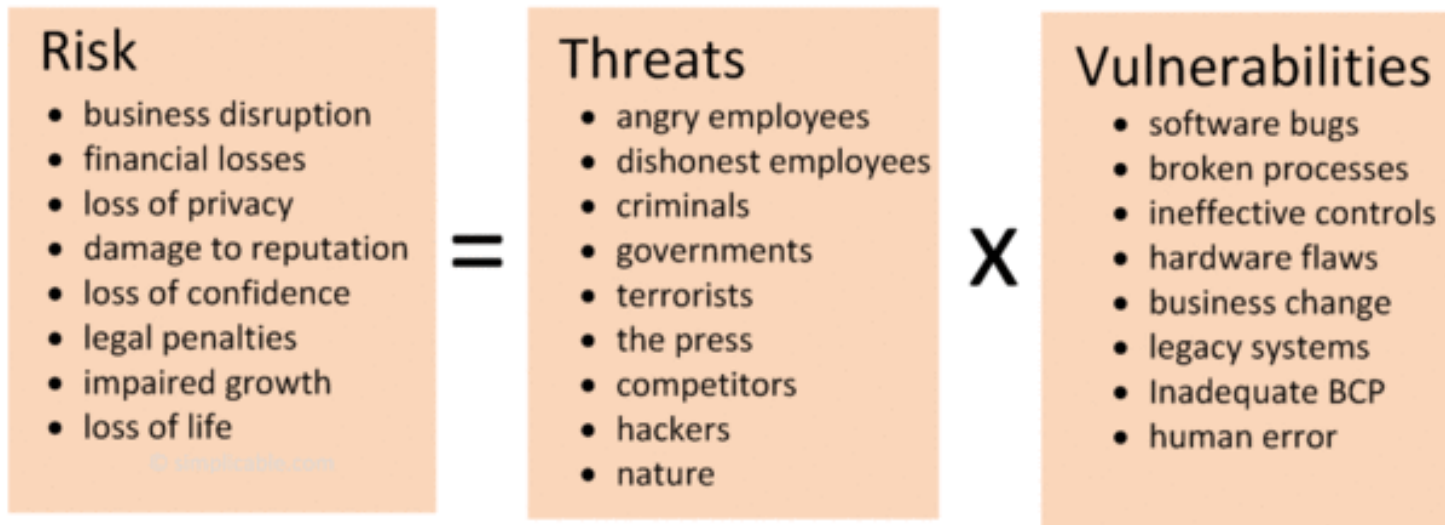 Risk
• business disruption
• financial losses
• loss of privacy
• damage to reputation
• loss of confidence
• legal penalties
• impaired growth
• loss of life
© simplicable.com
=
Threats
• angry employees
• dishonest employees
• criminals
• governments
• terrorists
• the press
• competitors
• hackers
• nature
X
Vulnerabilities
• software bugs
• broken processes
• ineffective controls
• hardware flaws
• business change
• legacy systems
• Inadequate BCP
• human error